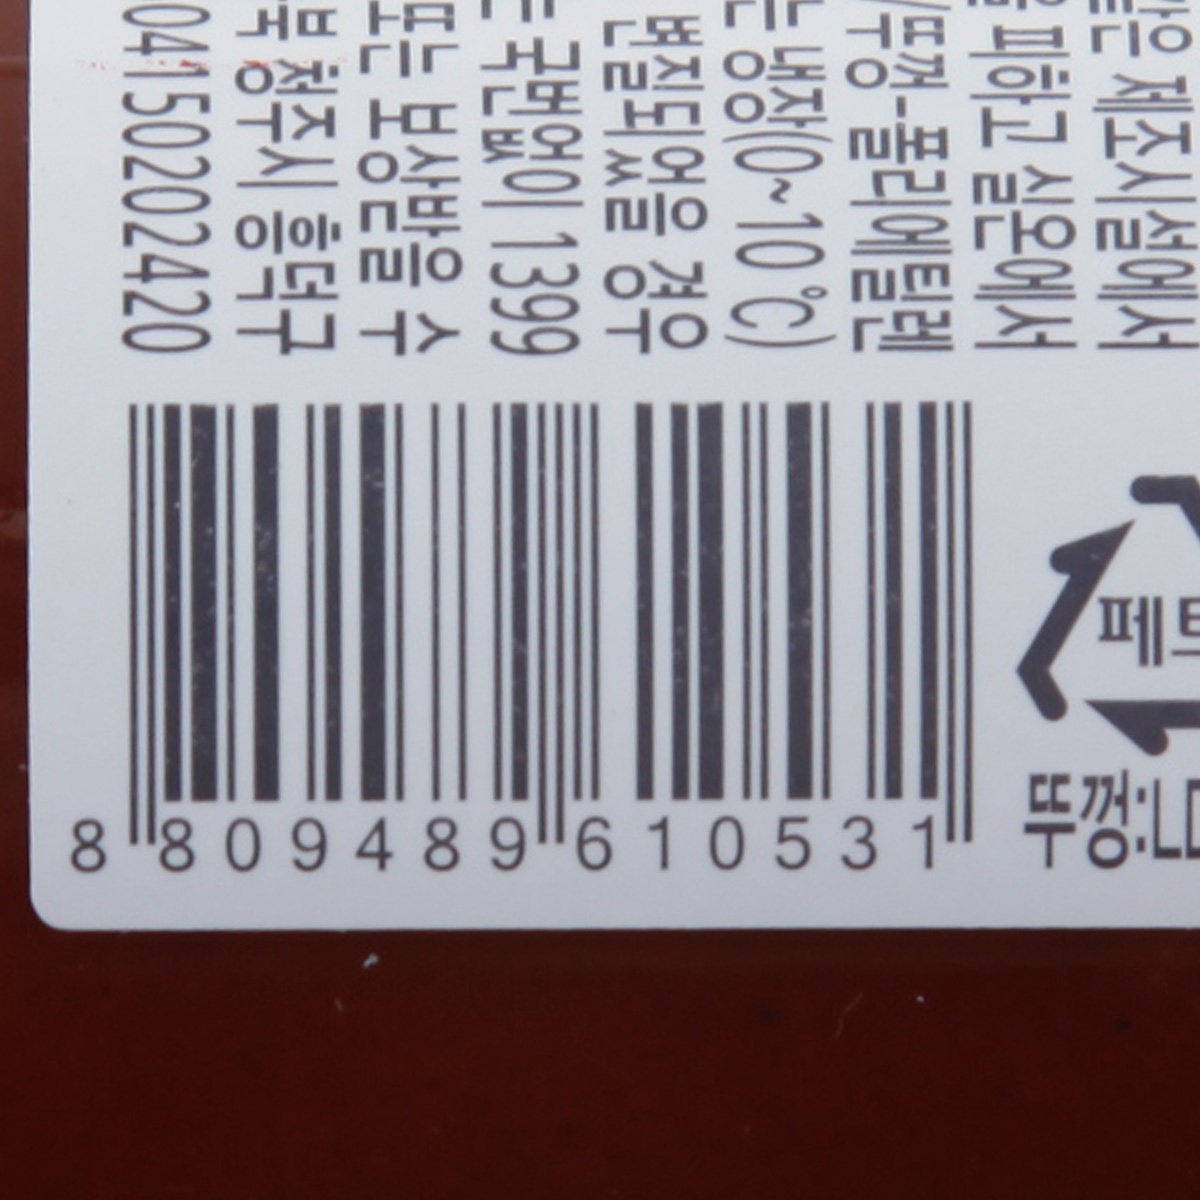 같은 제조시설에서
피하고 실온에서
/뚜껑-폴리에틸렌
냉장(0~10℃)
변질되었을 경우
는 국번없이 1399
또는 보상받을 수
북 청주시 흥덕구
04150202420
8 809489 610531
페트
뚜껑: